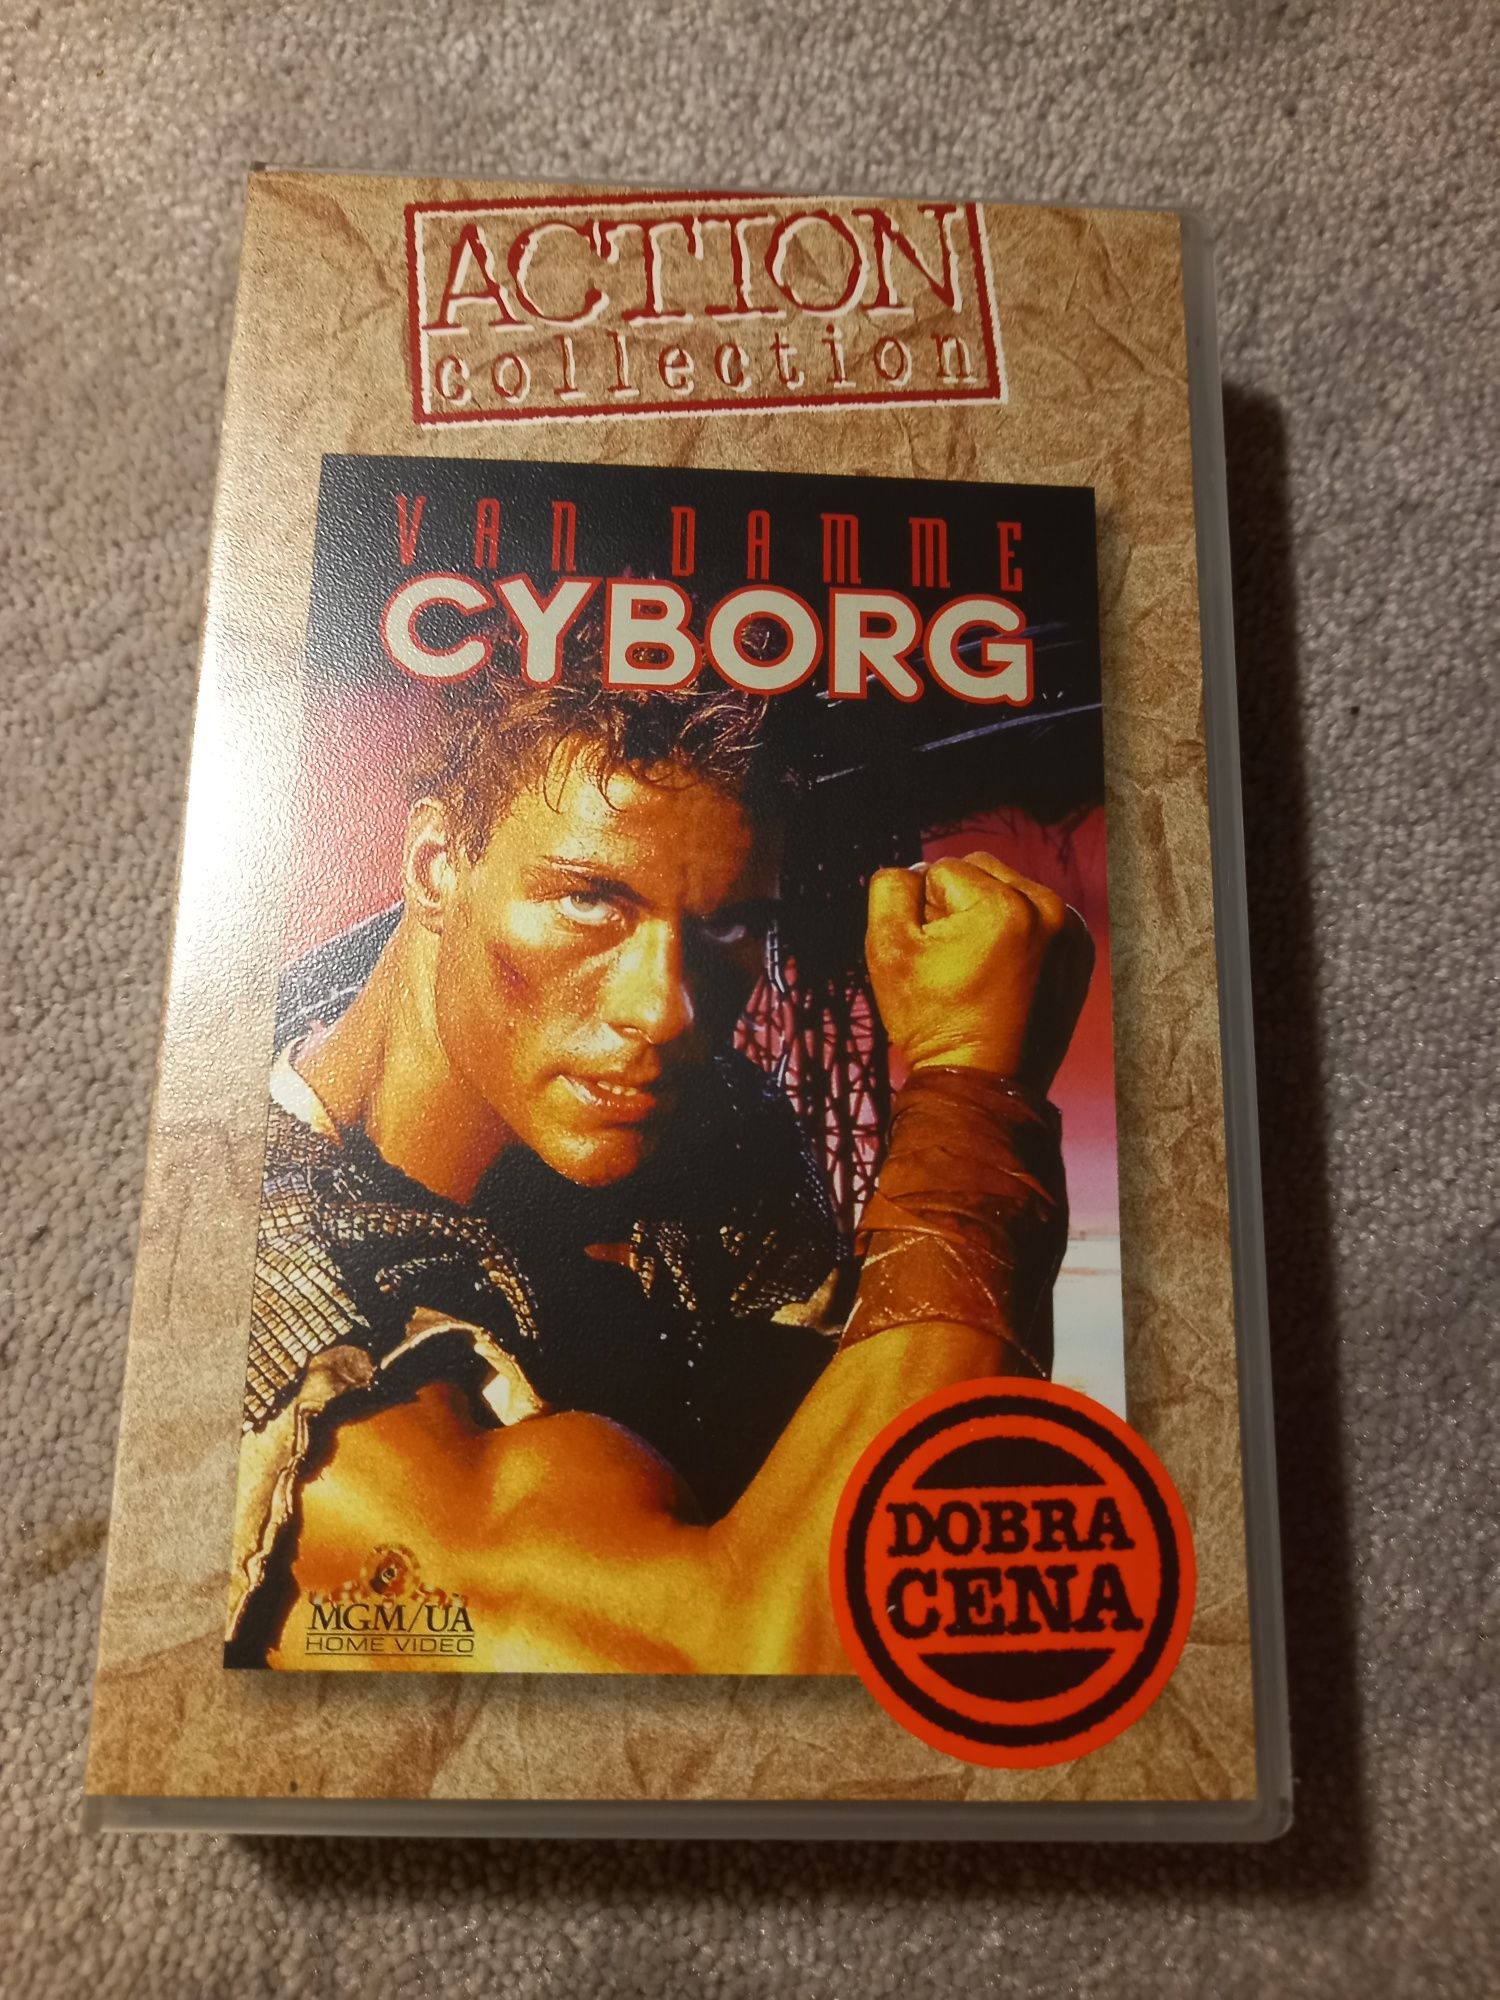 ACTION
collection
VAN DAMME
CYBORG
DOBRA
CENA
MGM/UA
HOME VIDEO